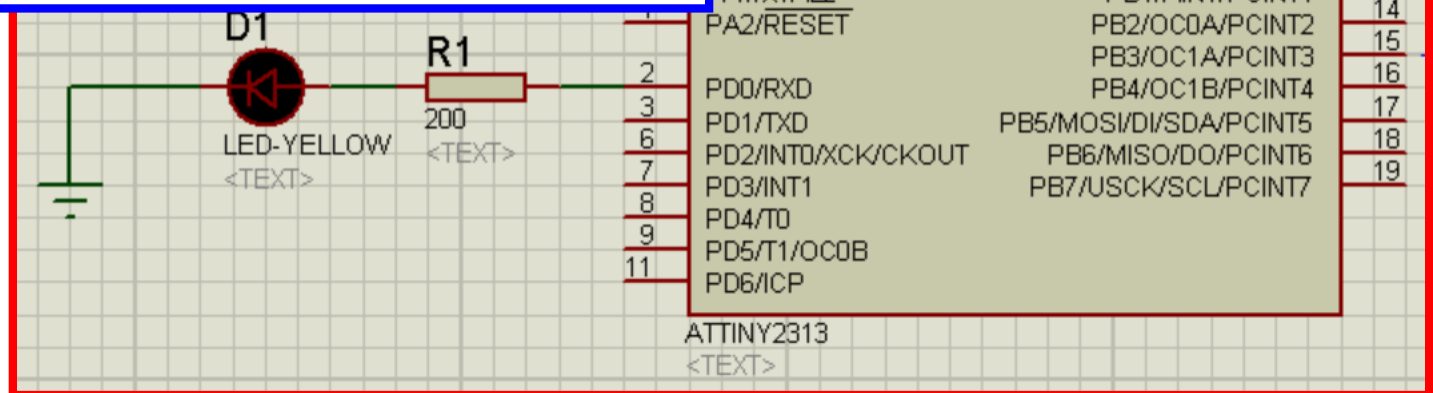 D1
LED-YELLOW
<TEXT>
R1
200
<TEXT>
2
3
6
7
8
9
11
PA2/RESET
PD0/RXD
PD1/TXD
PD2/INT0/XCK/CKOUT
PD3/INT1
PD4/T0
PD5/T1/OC0B
PD6/ICP
PB2/OC0A/PCINT2
PB3/OC1A/PCINT3
PB4/OC1B/PCINT4
PB5/MOSI/DI/SDA/PCINT5
PB6/MISO/DO/PCINT6
PB7/USCK/SCL/PCINT7
14
15
16
17
18
19
ATTINY2313
<TEXT>